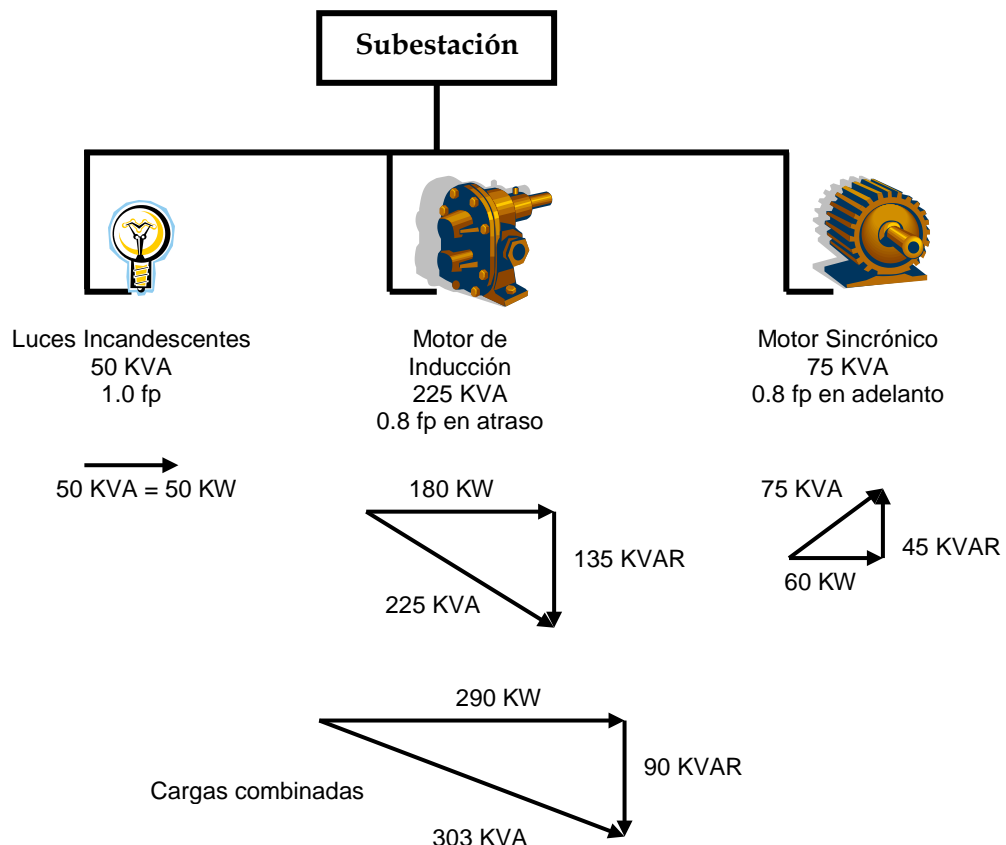 Subestación
Luces Incandescentes
50 KVA
1.0 fp
Motor de
Inducción
225 KVA
0.8 fp en atraso
Motor Sincrónico
75 KVA
0.8 fp en adelanto
50 KVA = 50 KW
180 KW
135 KVAR
225 KVA
75 KVA
45 KVAR
60 KW
290 KW
90 KVAR
Cargas combinadas
303 KVA